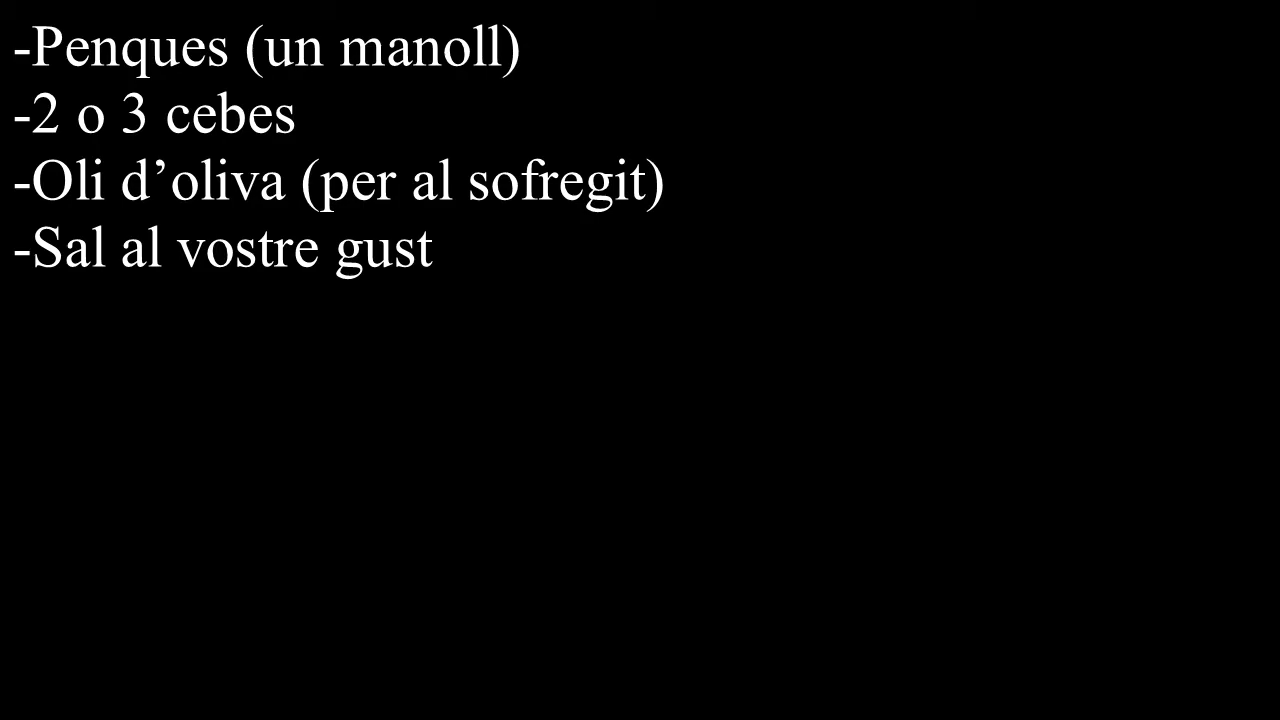 -Penques (un manoll)
-2 o 3 cebes
-Oli d’oliva (per al sofregit)
-Sal al vostre gust